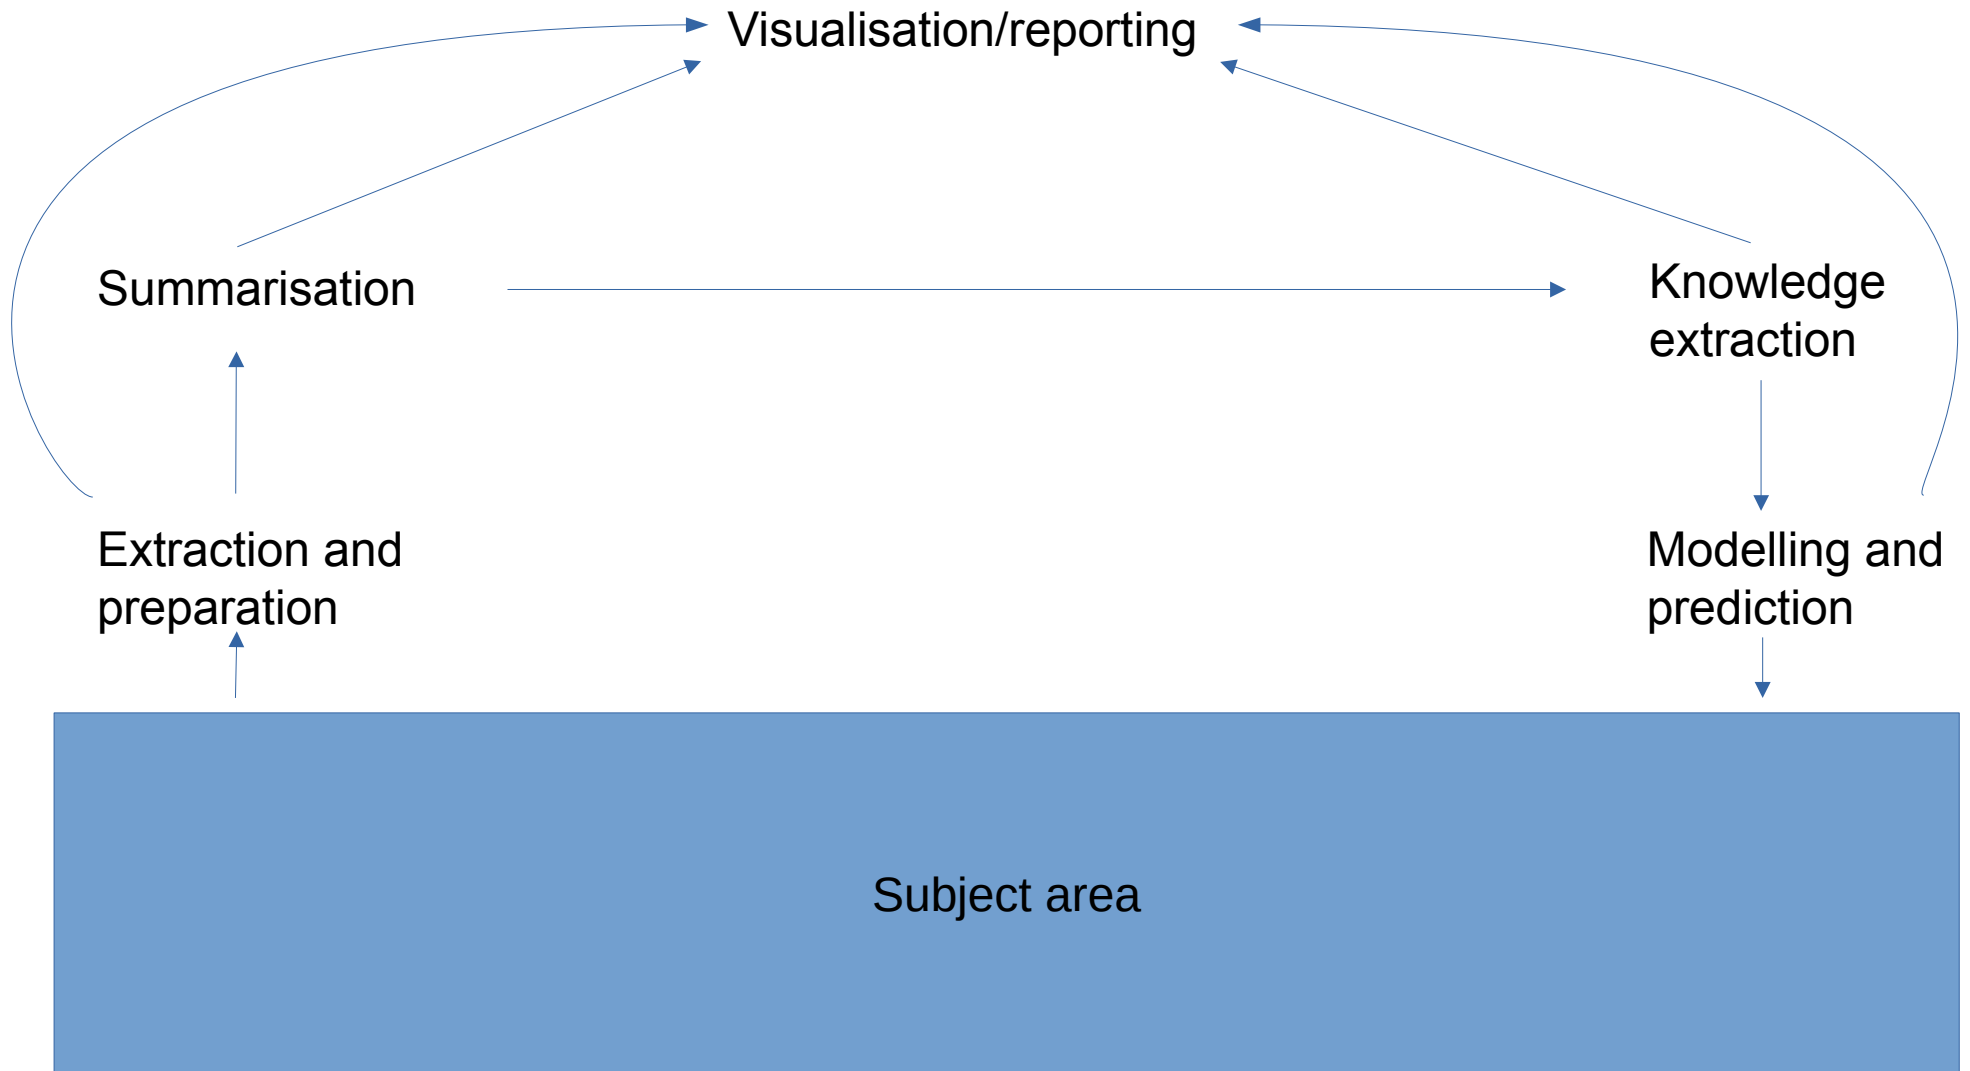 Visualisation/reporting
Summarisation
Knowledge
extraction
Extraction and
preparation
Modelling and
prediction
Subject area